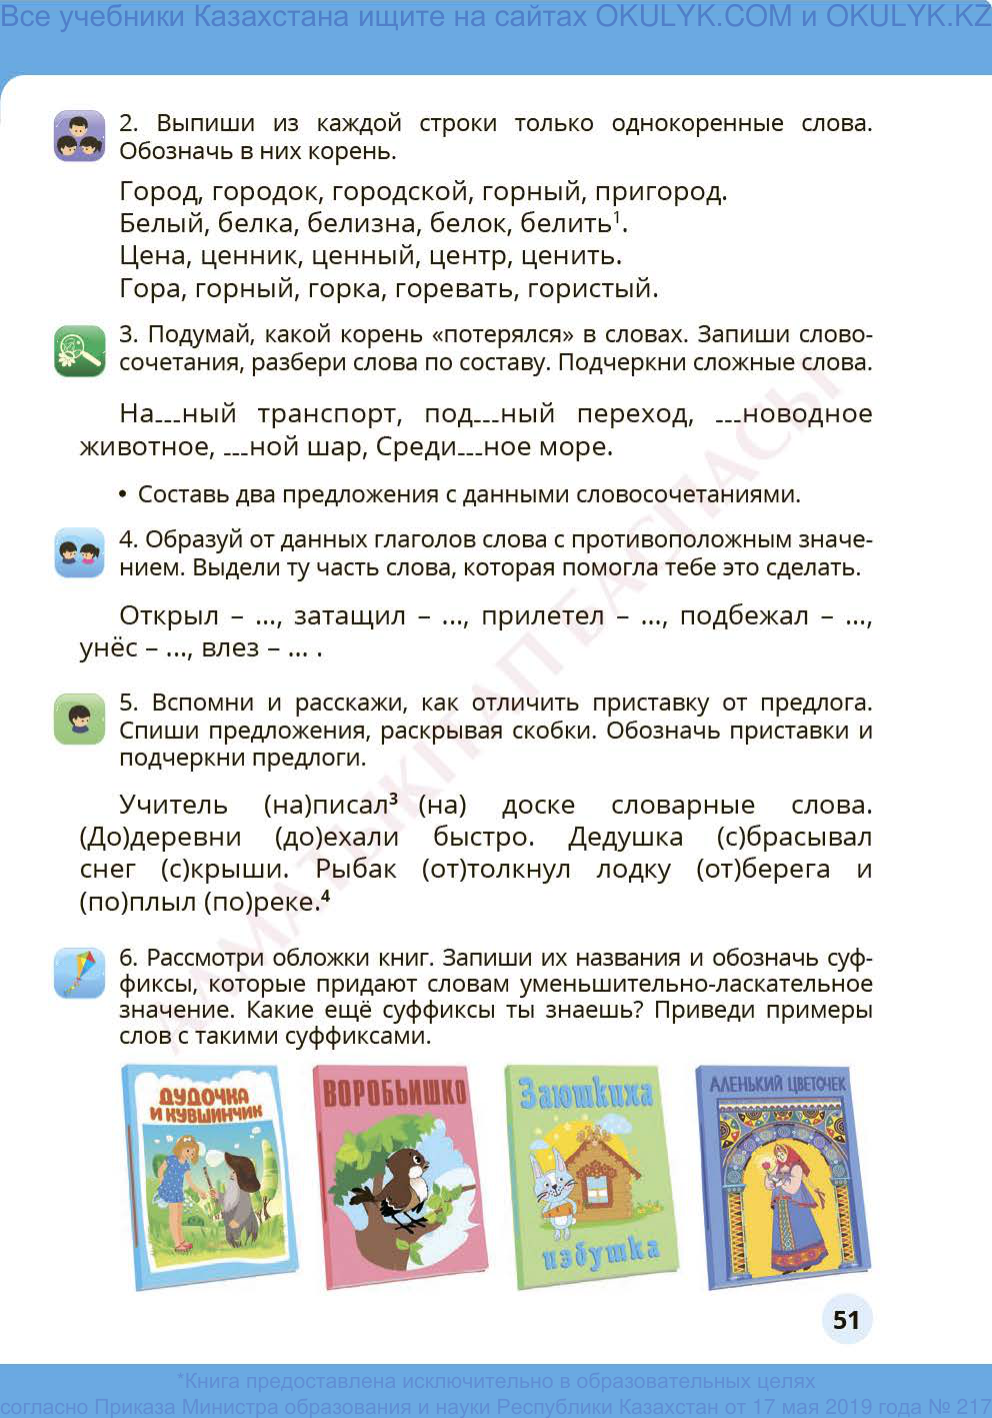 Все учебники Казахстана ищите на сайтах OKULYK.COM и OKULYK.KZ
2. Выпиши из каждой строки только однокоренные слова.
Обозначь в них корень.
Город, городок, городской, горный, пригород.
Белый, белка, белизна, белок, белить¹.
Цена, ценник, ценный, центр, ценить.
Гора, горный, горка, горевать, гористый.
3. Подумай, какой корень «потерялся» в словах. Запиши слово-
сочетания, разбери слова по составу. Подчеркни сложные слова.
На___ный транспорт, под___ный переход, ___новодное
животное, ___ной шар, Среди___ное море.
• Составь два предложения с данными словосочетаниями.
4. Образуй от данных глаголов слова с противоположным значе-
нием. Выдели ту часть слова, которая помогла тебе это сделать.
Открыл – ..., затащил – ..., прилетел – ..., подбежал – ...,
унёс – ..., влез – ... .
5. Вспомни и расскажи, как отличить приставку от предлога.
Спиши предложения, раскрывая скобки. Обозначь приставки и
подчеркни предлоги.
Учитель (на)писал³ (на) доске словарные слова.
(До)деревни (до)ехали быстро. Дедушка (с)брасывал
снег (с)крыши. Рыбак (от)толкнул лодку (от)берега и
(по)плыл (по)реке.⁴
6. Рассмотри обложки книг. Запиши их названия и обозначь суф-
фиксы, которые придают словам уменьшительно-ласкательное
значение. Какие ещё суффиксы ты знаешь? Приведи примеры
слов с такими суффиксами.
ДУДОЧКА
И КУВШИНЧИК
ВОРОБЬИШКО
Заюшкина
избушка
АЛЕНЬКИЙ ЦВЕТОЧЕК
АЛМАТЫКІТАП БАСПАСЫ
51
*Книга предоставлена исключительно в образовательных целях
согласно Приказа Министра образования и науки Республики Казахстан от 17 мая 2019 года № 217